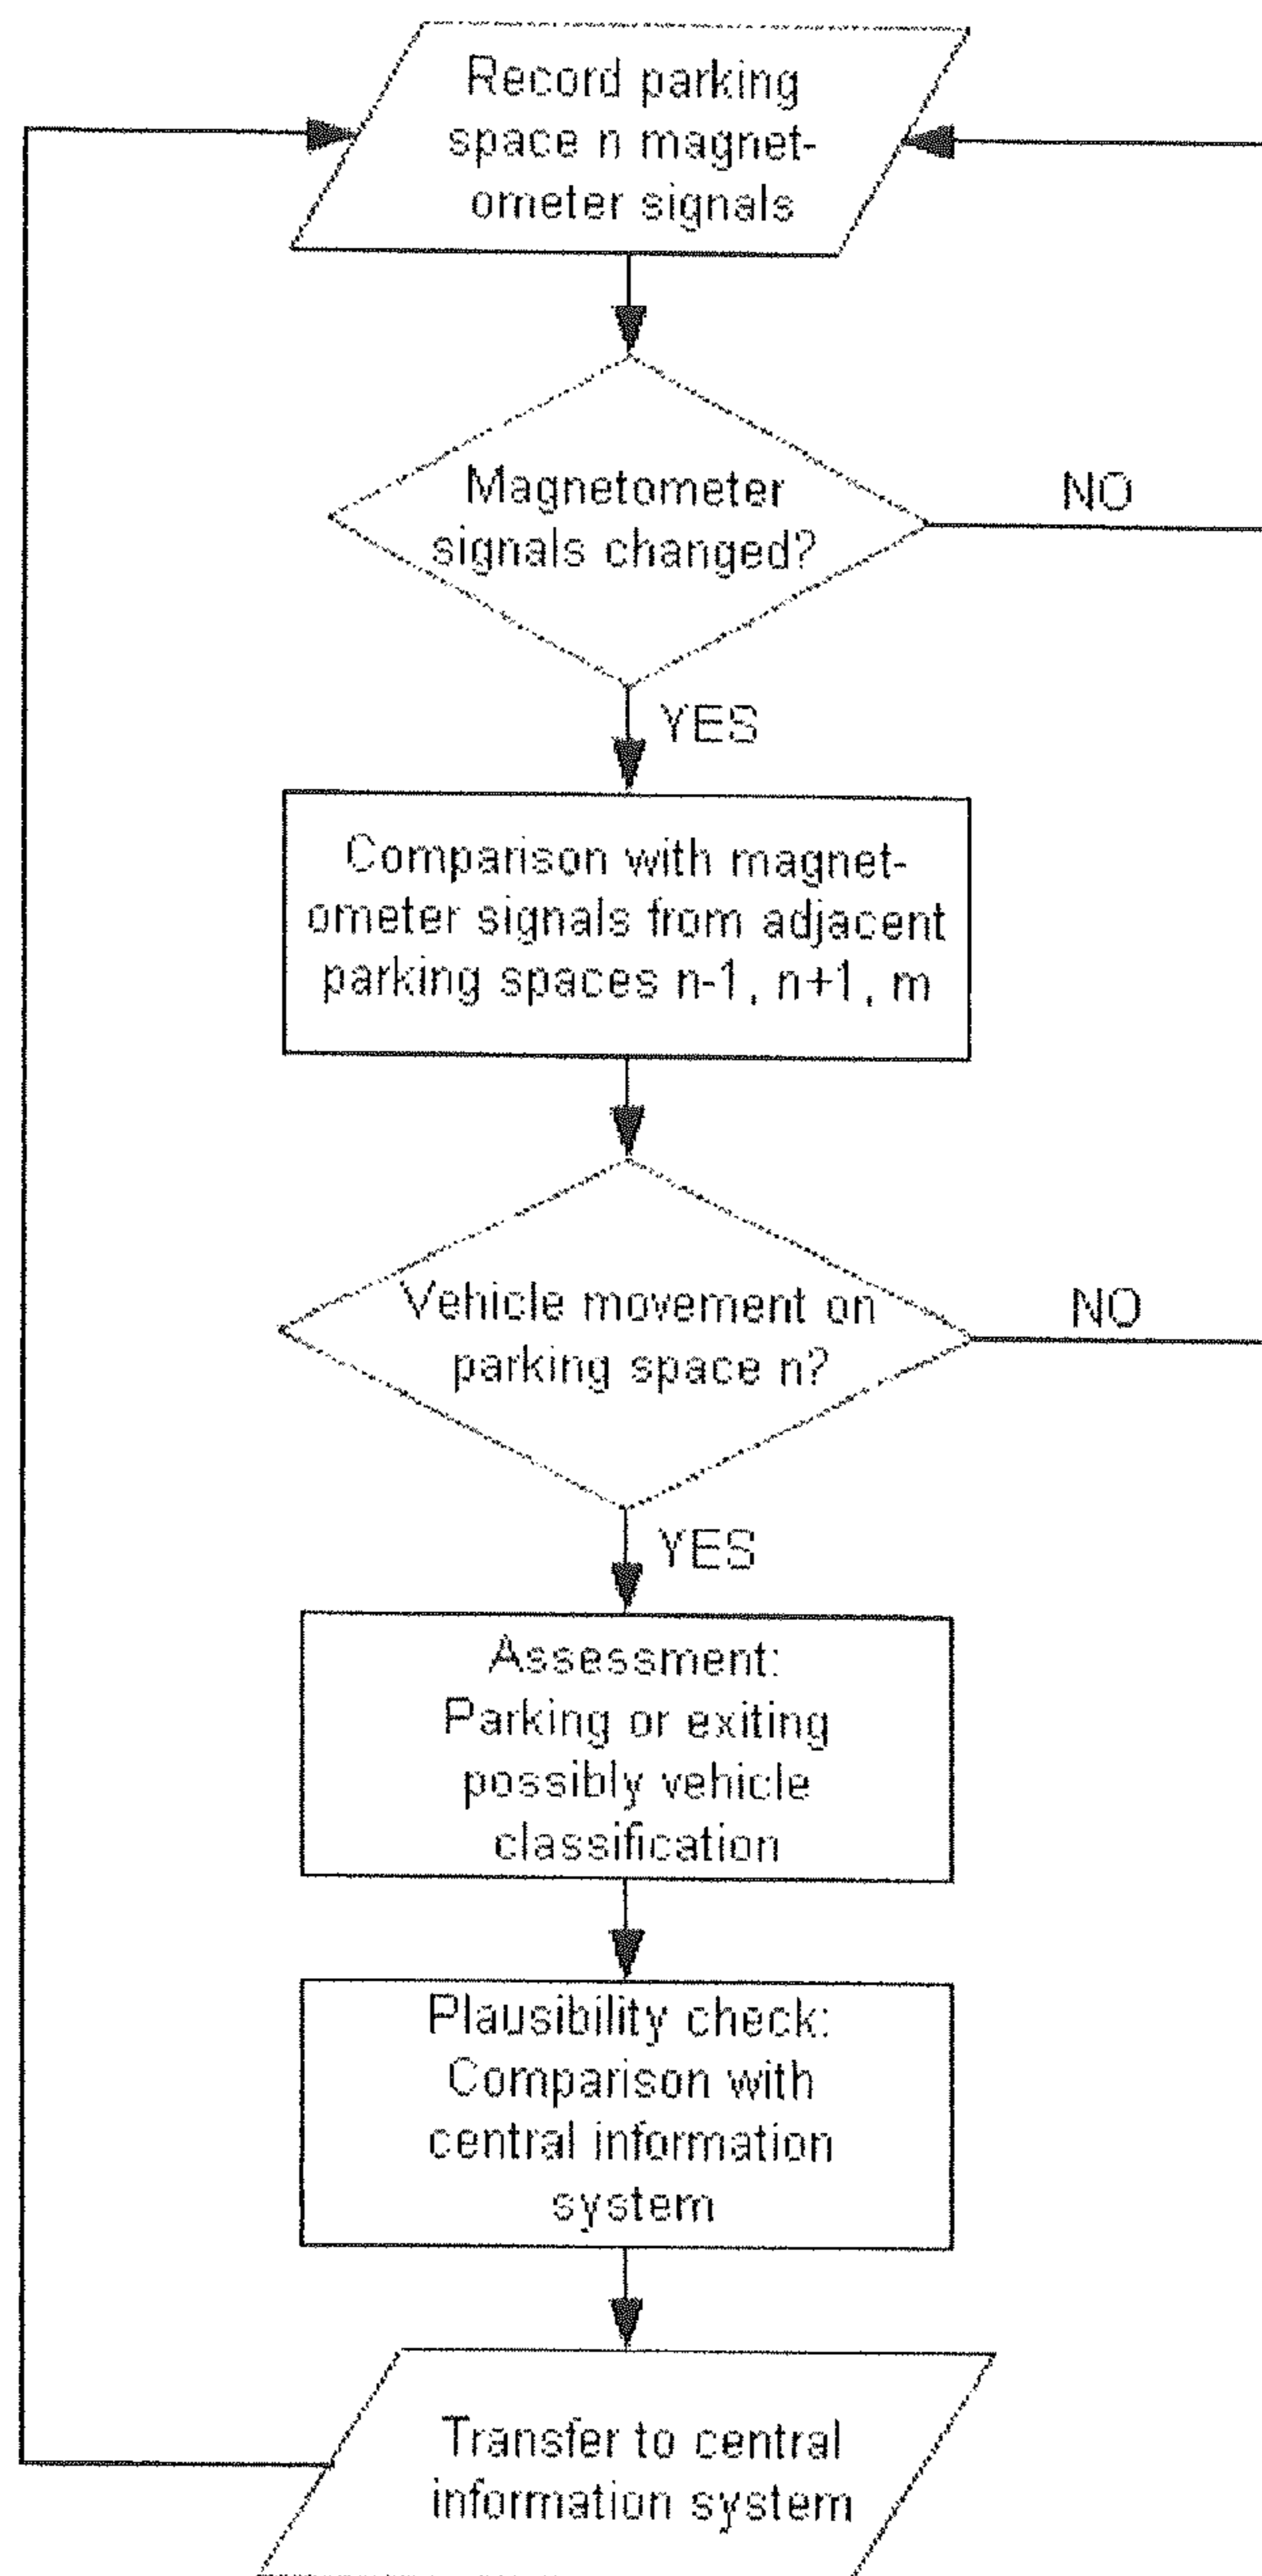 Record parking
space n magnet-
ometer signals
Magnetometer
signals changed?
NO
YES
Comparison with magnet-
ometer signals from adjacent
parking spaces n-1, n+1, m
Vehicle movement on
parking space n?
NO
YES
Assessment:
Parking or exiting
possibly vehicle
classification
Plausibility check:
Comparison with
central information
system
Transfer to central
information system